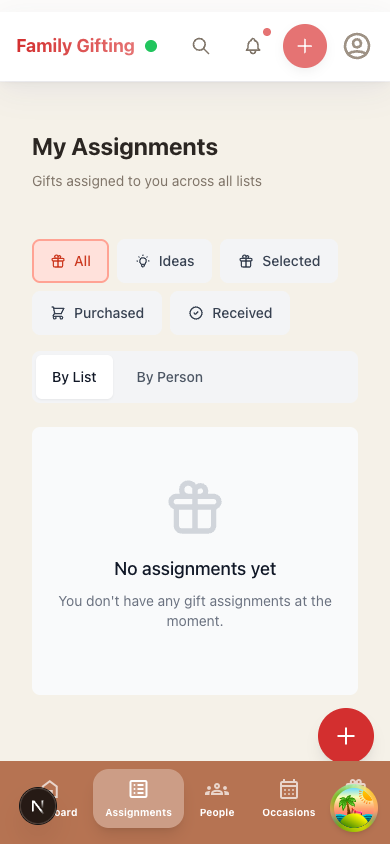 Family Gifting
My Assignments
Gifts assigned to you across all lists
All
Ideas
Selected
Purchased
Received
By List
By Person
No assignments yet
You don't have any gift assignments at the
moment.
N
Assignments
People
Occasions